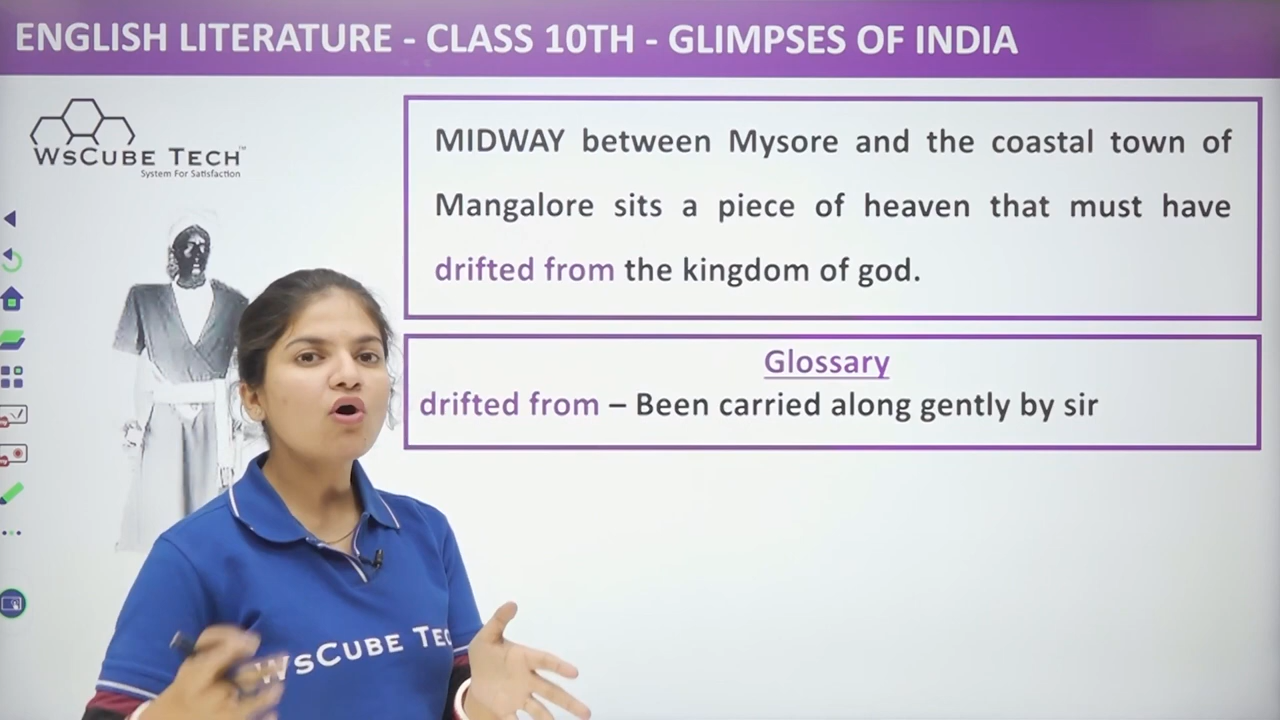 ENGLISH LITERATURE - CLASS 10TH - GLIMPSES OF INDIA
WSCUBE TECH™
System For Satisfaction
MIDWAY between Mysore and the coastal town of
Mangalore sits a piece of heaven that must have
drifted from the kingdom of god.
Glossary
drifted from – Been carried along gently by sir
WSCUBE TEC